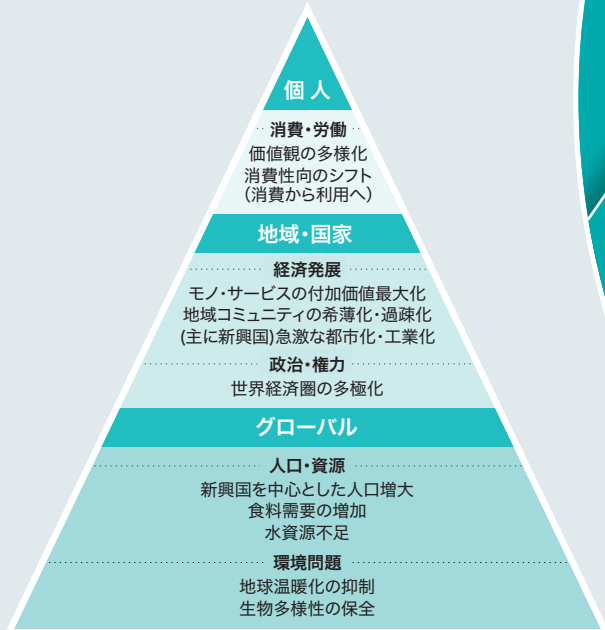 個人
消費・労働
価値観の多様化
消費性向のシフト
（消費から利用へ）
地域・国家
経済発展
モノ・サービスの付加価値最大化
地域コミュニティの希薄化・過疎化
(主に新興国)急激な都市化・工業化
政治・権力
世界経済圏の多極化
グローバル
人口・資源
新興国を中心とした人口増大
食料需要の増加
水資源不足
環境問題
地球温暖化の抑制
生物多様性の保全